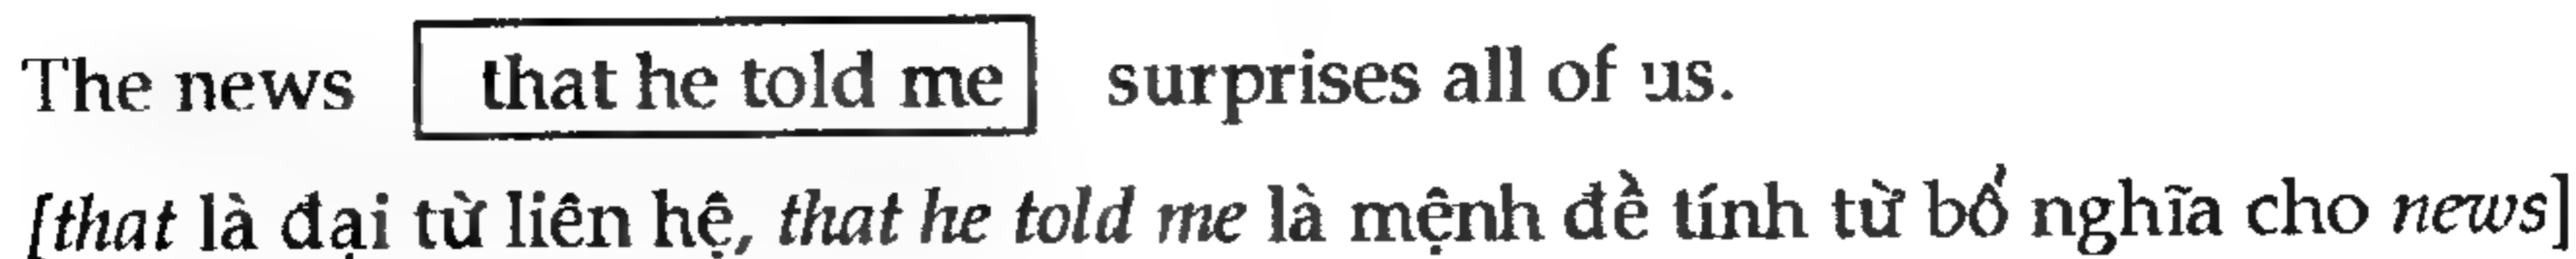 The news that he told me surprises all of us.
[that là đại từ liên hệ, that he told me là mệnh đề tính từ bổ nghĩa cho news]